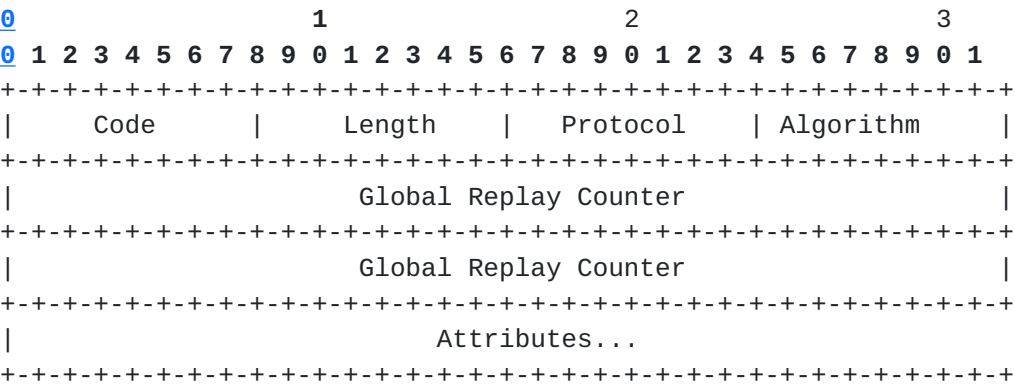 0                   1                   2                   3
0 1 2 3 4 5 6 7 8 9 0 1 2 3 4 5 6 7 8 9 0 1 2 3 4 5 6 7 8 9 0 1
+-+-+-+-+-+-+-+-+-+-+-+-+-+-+-+-+-+-+-+-+-+-+-+-+-+-+-+-+-+-+-+-+
|     Code      |     Length    |   Protocol    | Algorithm     |
+-+-+-+-+-+-+-+-+-+-+-+-+-+-+-+-+-+-+-+-+-+-+-+-+-+-+-+-+-+-+-+-+
|                      Global Replay Counter                    |
+-+-+-+-+-+-+-+-+-+-+-+-+-+-+-+-+-+-+-+-+-+-+-+-+-+-+-+-+-+-+-+-+
|                      Global Replay Counter                    |
+-+-+-+-+-+-+-+-+-+-+-+-+-+-+-+-+-+-+-+-+-+-+-+-+-+-+-+-+-+-+-+-+
|                           Attributes...
+-+-+-+-+-+-+-+-+-+-+-+-+-+-+-+-+-+-+-+-+-+-+-+-+-+-+-+-+-+-+-+-+